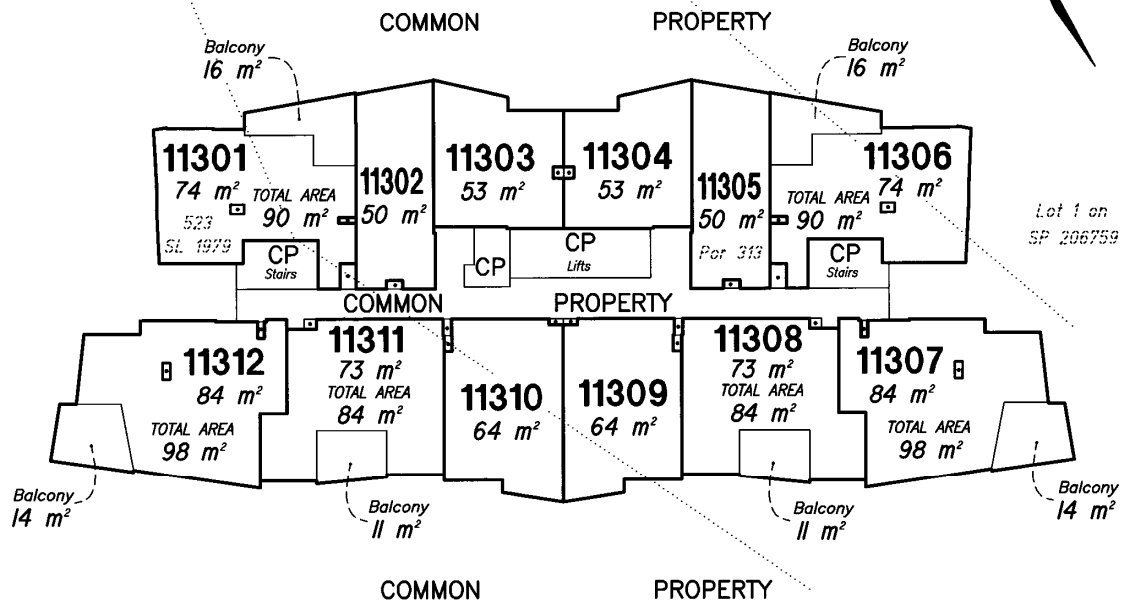 COMMON PROPERTY
Balcony
16 m²
Balcony
16 m²
11301
74 m²
TOTAL AREA
90 m²
523
SL 1979
11302
50 m²
11303
53 m²
11304
53 m²
11305
50 m²
Por 313
11306
74 m²
TOTAL AREA
90 m²
Lot 1 on
SP 206759
CP
Stairs
CP
CP
Lifts
CP
Stairs
COMMON PROPERTY
11312
84 m²
TOTAL AREA
98 m²
11311
73 m²
TOTAL AREA
84 m²
11310
64 m²
11309
64 m²
11308
73 m²
TOTAL AREA
84 m²
11307
84 m²
TOTAL AREA
98 m²
Balcony
14 m²
Balcony
11 m²
Balcony
11 m²
Balcony
14 m²
COMMON PROPERTY